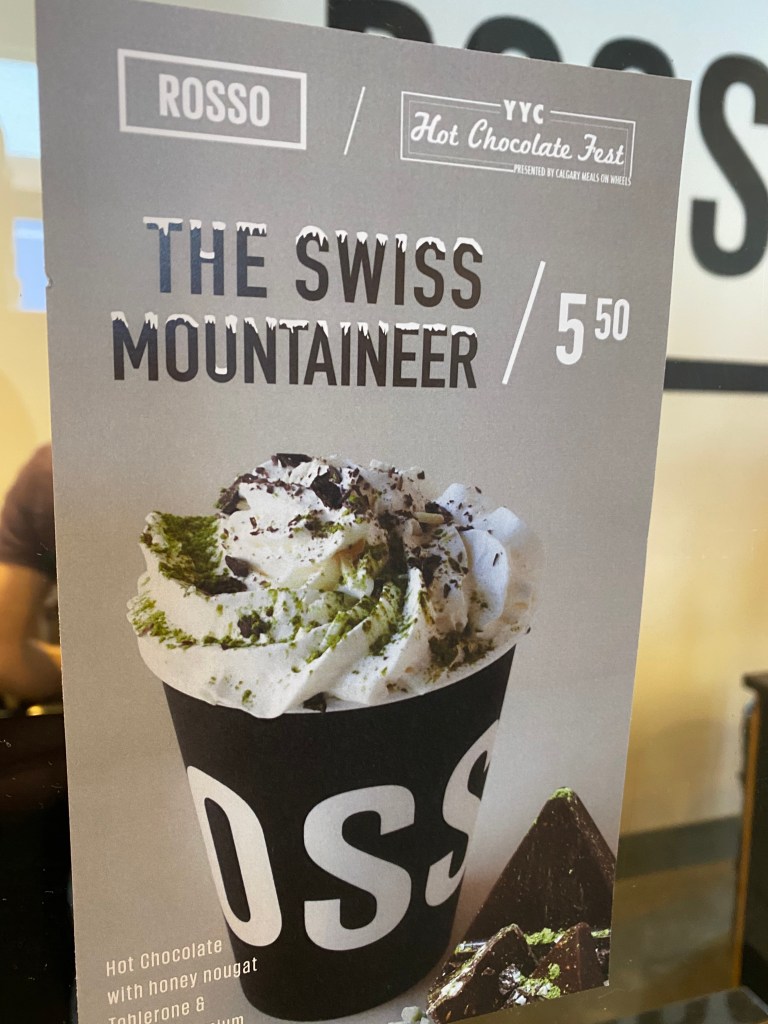 ROSSO
YYC
Hot Chocolate Fest
PRESENTED BY CALGARY MEALS ON WHEELS
THE SWISS
MOUNTAINEER
5 50
OSS
Hot Chocolate
with honey nougat
Toblerone &